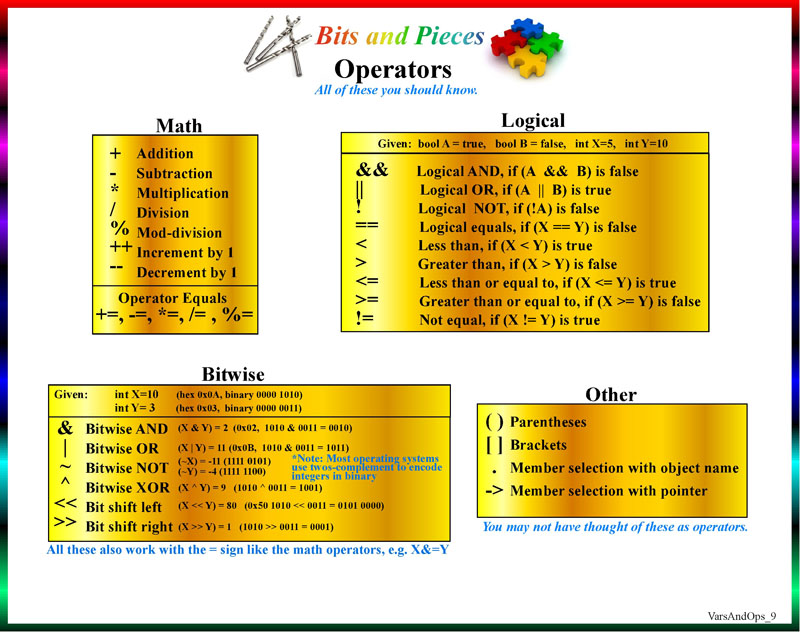 Bits and Pieces
Operators
All of these you should know.
Math
+ Addition
- Subtraction
* Multiplication
/ Division
% Mod-division
++ Increment by 1
-- Decrement by 1
Operator Equals
+=, -=, *=, /= , %=
Logical
Given: bool A = true, bool B = false, int X=5, int Y=10
&& Logical AND, if (A && B) is false
|| Logical OR, if (A || B) is true
! Logical NOT, if (!A) is false
== Logical equals, if (X == Y) is false
< Less than, if (X < Y) is true
> Greater than, if (X > Y) is false
<= Less than or equal to, if (X <= Y) is true
>= Greater than or equal to, if (X >= Y) is false
!= Not equal, if (X != Y) is true
Bitwise
Given: int X=10 (hex 0x0A, binary 0000 1010)
int Y= 3 (hex 0x03, binary 0000 0011)
& Bitwise AND (X & Y) = 2 (0x02, 1010 & 0011 = 0010)
| Bitwise OR (X | Y) = 11 (0x0B, 1010 & 0011 = 1011)
~ Bitwise NOT (~X) = -11 (1111 0101)
(~Y) = -4 (1111 1100)
*Note: Most operating systems
use twos-complement to encode
integers in binary
^ Bitwise XOR (X ^ Y) = 9 (1010 ^ 0011 = 1001)
<< Bit shift left (X << Y) = 80 (0x50 1010 << 0011 = 0101 0000)
>> Bit shift right (X >> Y) = 1 (1010 >> 0011 = 0001)
All these also work with the = sign like the math operators, e.g. X&=Y
Other
( ) Parentheses
[ ] Brackets
. Member selection with object name
-> Member selection with pointer
You may not have thought of these as operators.
VarsAndOps_9